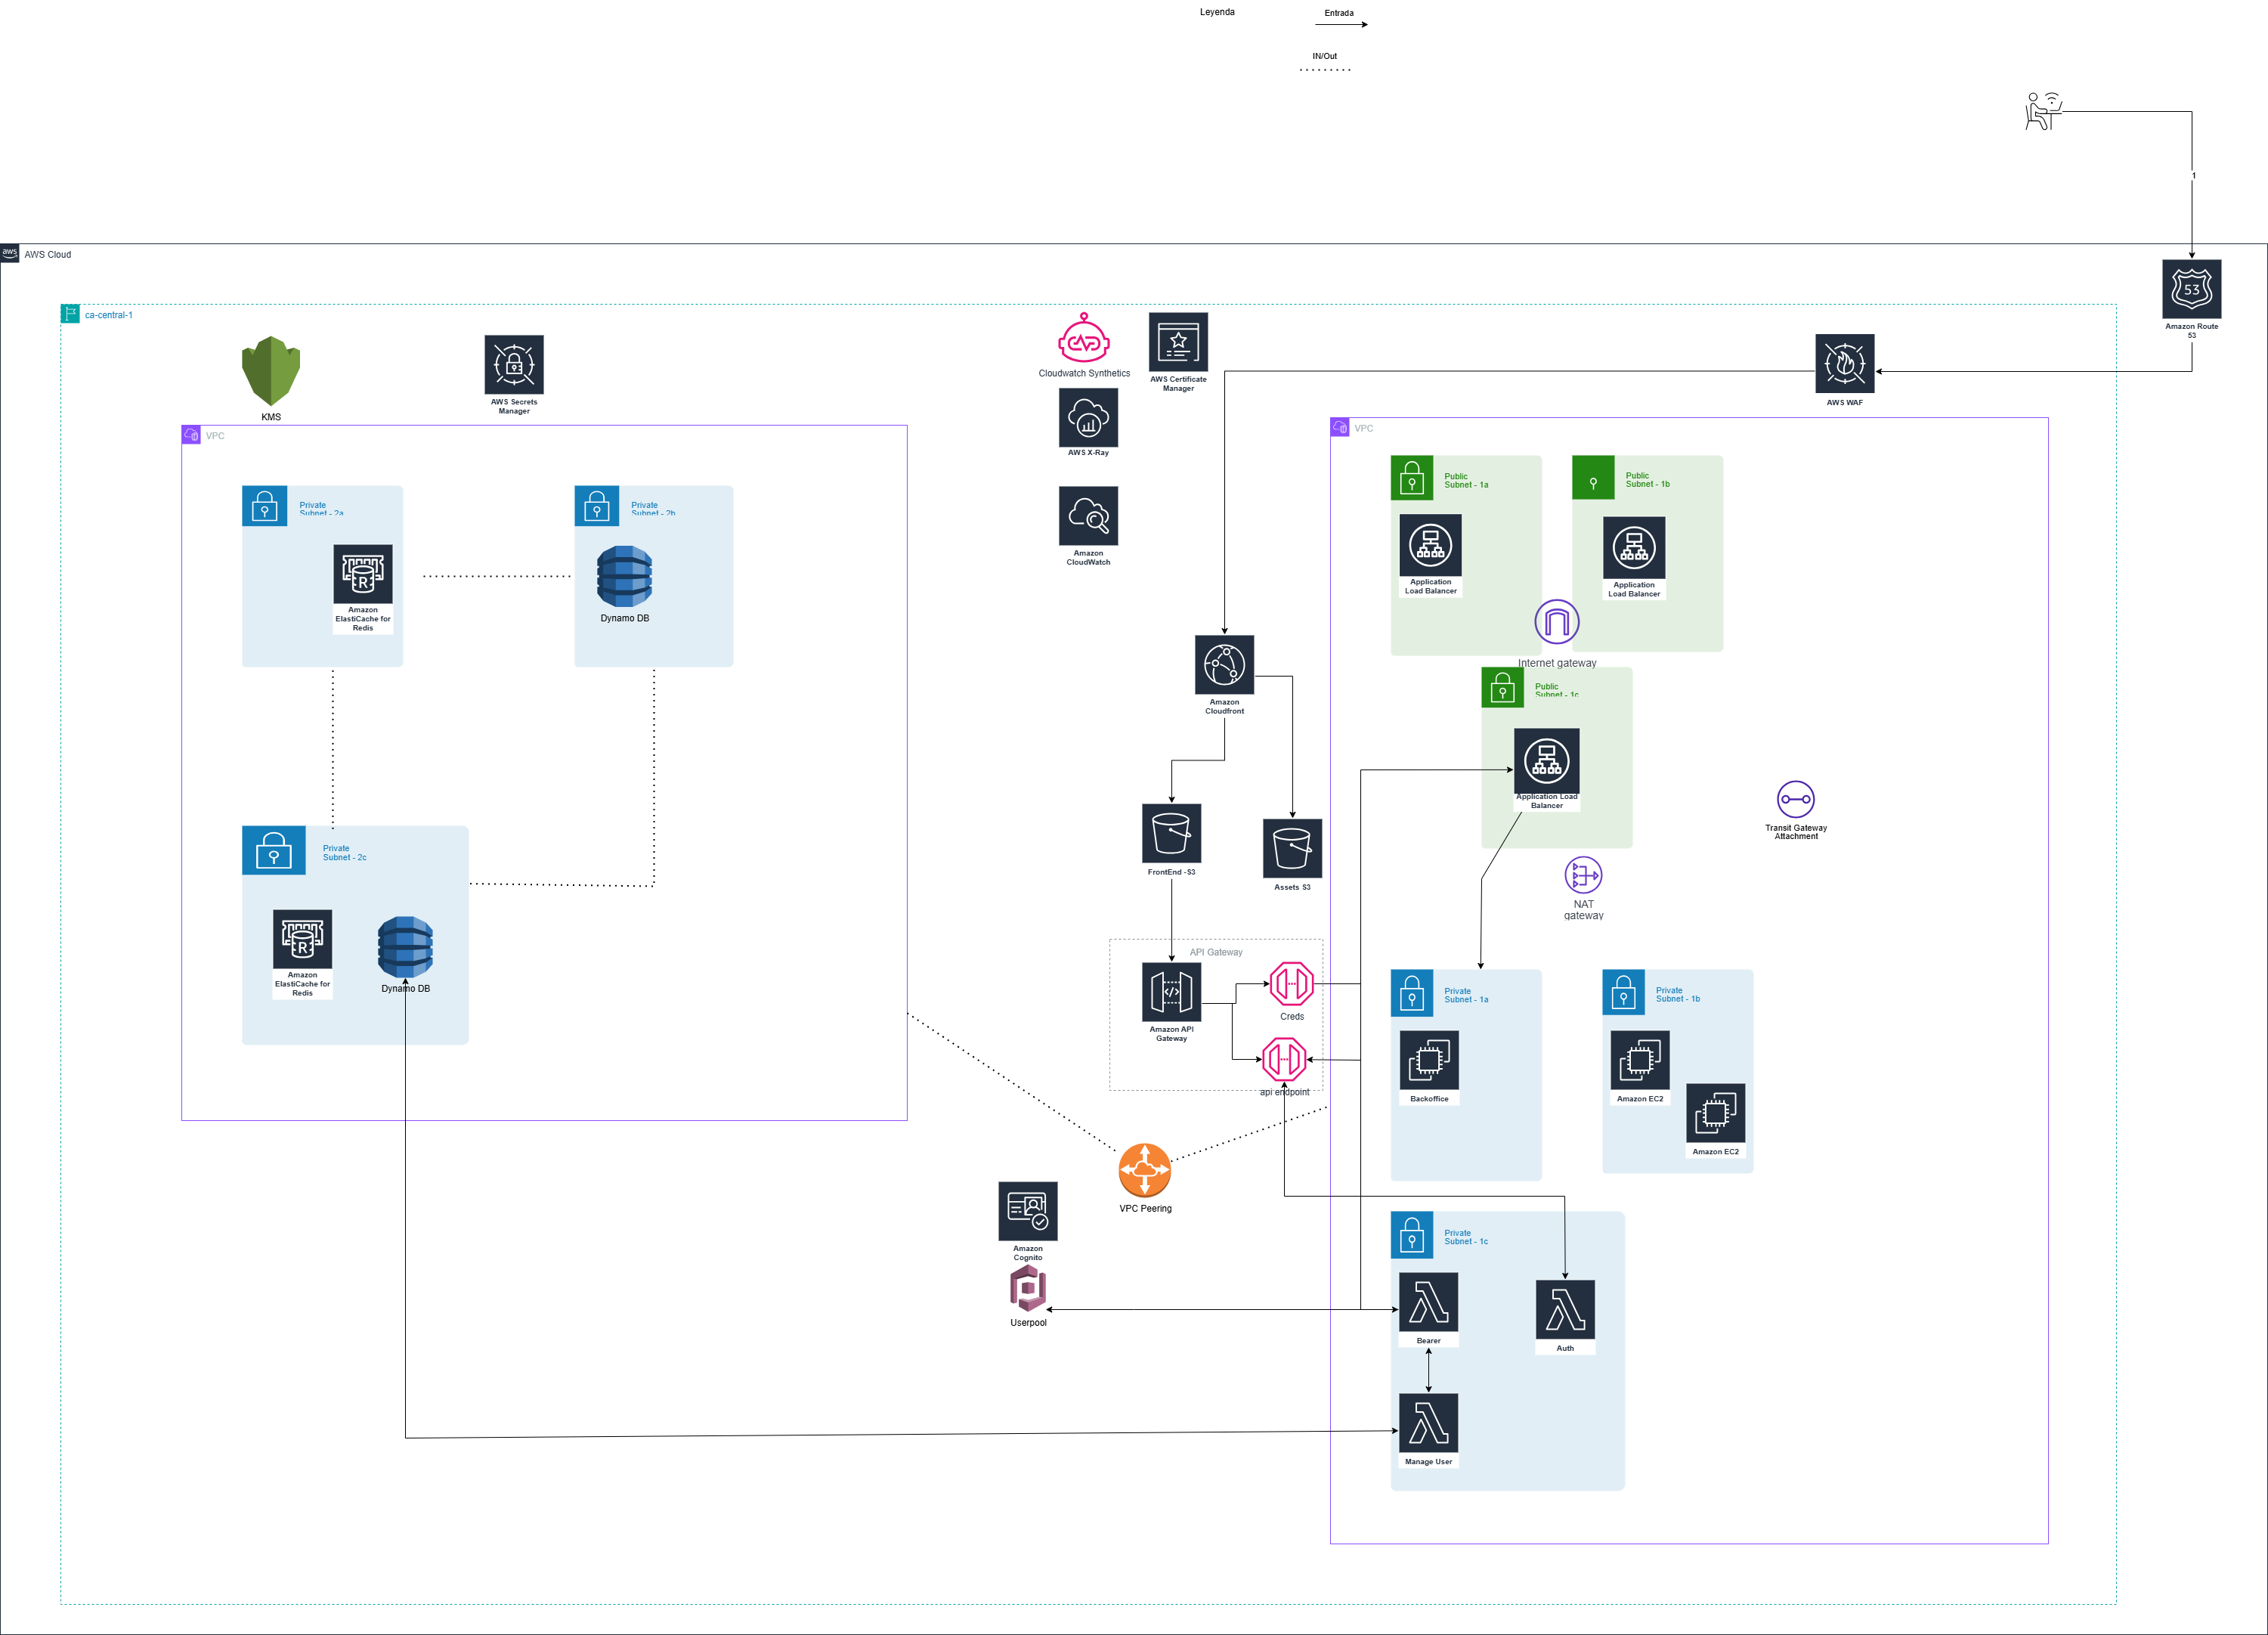 Leyenda
Entrada
IN/Out
1
aws
AWS Cloud
53
Amazon Route
53
ca-central-1
KMS
AWS Secrets
Manager
Cloudwatch Synthetics
AWS Certificate
Manager
AWS X-Ray
Amazon
CloudWatch
AWS WAF
VPC
Private
Subnet - 2a
R
Amazon
ElastiCache for
Redis
Private
Subnet - 2b
Dynamo DB
Private
Subnet - 2c
R
Amazon
ElastiCache for
Redis
Dynamo DB
Amazon
Cloudfront
FrontEnd -S3
Assets S3
API Gateway
Amazon API
Gateway
Creds
api endpoint
VPC Peering
Amazon
Cognito
Userpool
VPC
Public
Subnet - 1a
Application
Load Balancer
Public
Subnet - 1b
Application
Load Balancer
Internet gateway
Public
Subnet - 1c
Application Load
Balancer
Transit Gateway
Attachment
NAT
gateway
Private
Subnet - 1a
Backoffice
Private
Subnet - 1b
Amazon EC2
Amazon EC2
Private
Subnet - 1c
Bearer
Auth
Manage User